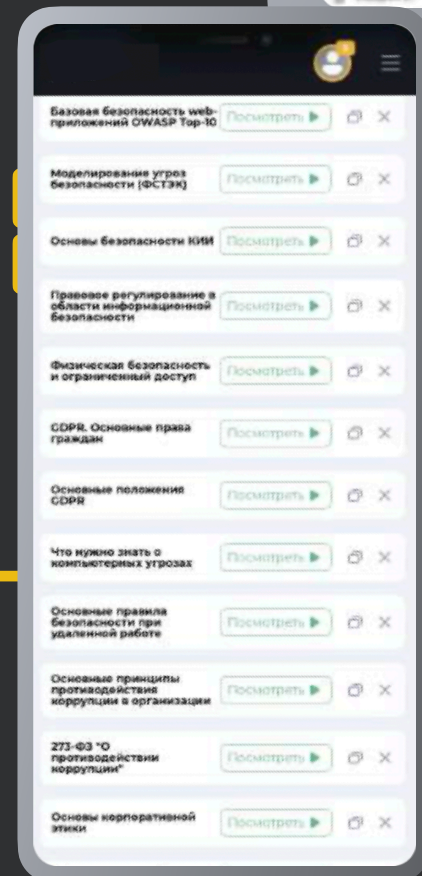 Базовая безопасность web-
приложений OWASP Top-10
Посмотреть
Моделирование угроз
безопасности (ФСТЭК)
Посмотреть
Основы безопасности КИИ
Посмотреть
Правовое регулирование в
области информационной
безопасности
Посмотреть
Физическая безопасность
и ограниченный доступ
Посмотреть
GDPR. Основные права
граждан
Посмотреть
Основные положения
GDPR
Посмотреть
Что нужно знать о
компьютерных угрозах
Посмотреть
Основные правила
безопасности при
удаленной работе
Посмотреть
Основные принципы
противодействия
коррупции в организации
Посмотреть
273-ФЗ "О
противодействии
коррупции"
Посмотреть
Основы корпоративной
этики
Посмотреть